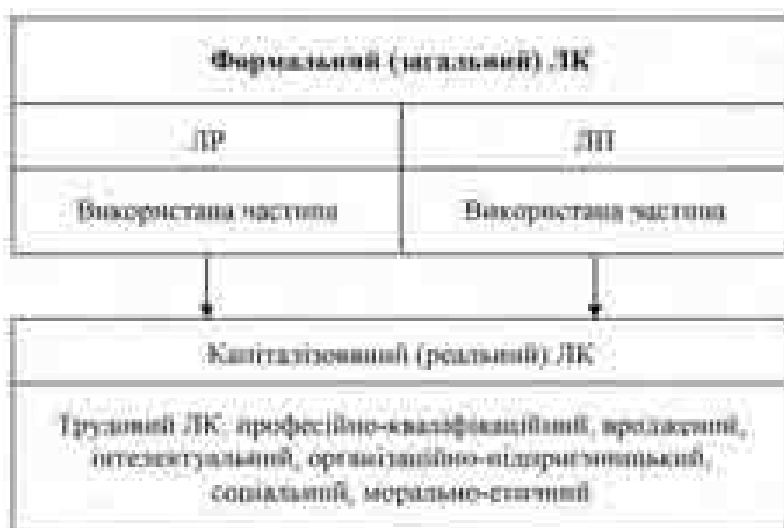 Формальний (загальний) ЛК
ЛР ЛП
Використана частина Використана частина
Капіталізований (реальний) ЛК
Трудовий ЛК: професійно-кваліфікаційний, вроджений,
інтелектуальний, організаційно-підприємницький,
соціальний, морально-етичний